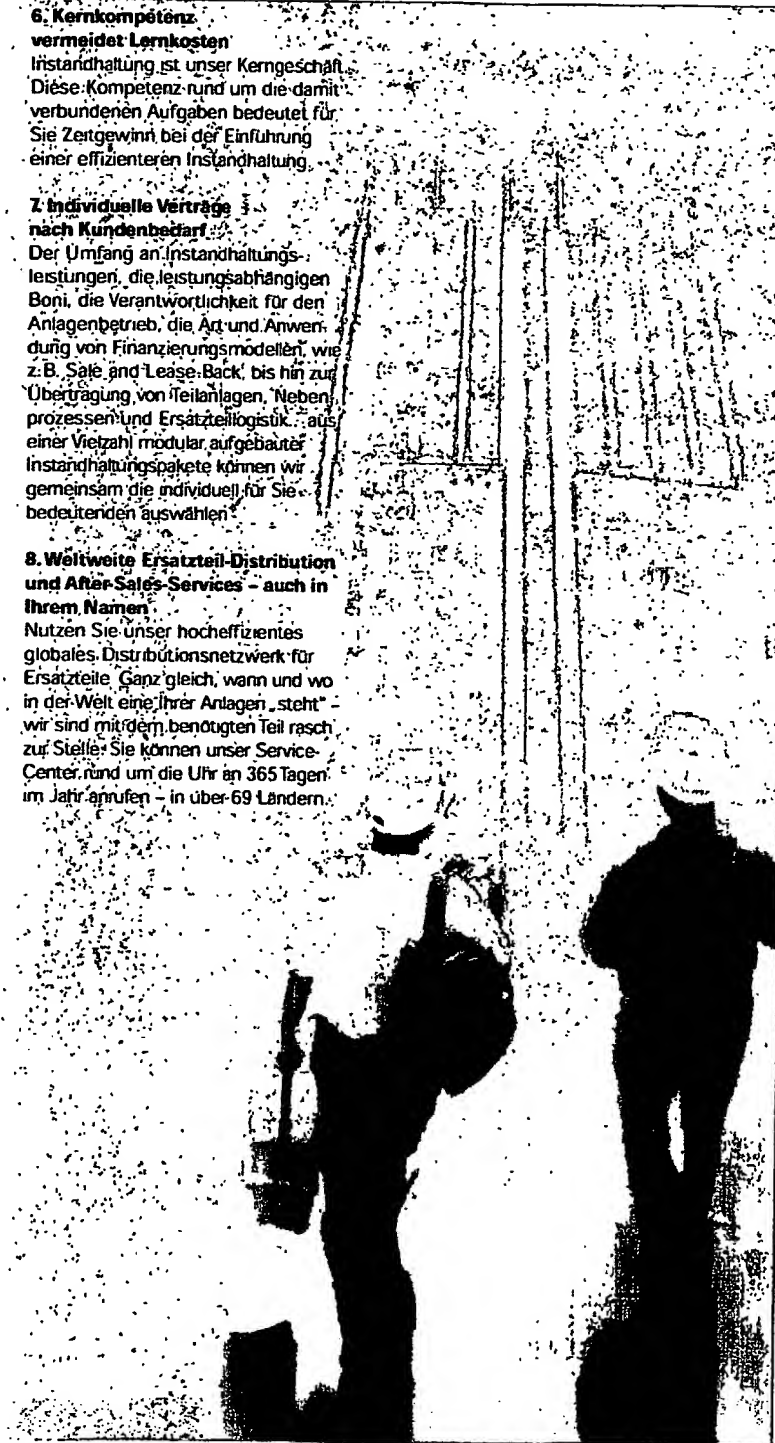 6. Kernkompetenz
vermeidet Lernkosten
Instandhaltung ist unser Kerngeschäft.
Diese Kompetenz rund um die damit
verbundenen Aufgaben bedeutet für
Sie Zeitgewinn bei der Einführung
einer effizienteren Instandhaltung.
7. Individuelle Verträge
nach Kundenbedarf
Der Umfang an Instandhaltungs-
leistungen, die leistungsabhängigen
Boni, die Verantwortlichkeit für den
Anlagenbetrieb, die Art und Anwen-
dung von Finanzierungsmodellen, wie
z. B. Sale and Lease Back, bis hin zur
Übertragung von Teilanlagen, Neben-
prozessen und Ersatzteillogistik... aus
einer Vielzahl modular aufgebauter
Instandhaltungspakete können wir
gemeinsam die individuell für Sie
bedeutenden auswählen.
8. Weltweite Ersatzteil-Distribution
und After-Sales-Services – auch in
Ihrem Namen
Nutzen Sie unser hocheffizientes
globales Distributionsnetzwerk für
Ersatzteile. Ganz gleich, wann und wo
in der Welt eine Ihrer Anlagen „steht" –
wir sind mit dem benötigten Teil rasch
zur Stelle. Sie können unser Service-
Center rund um die Uhr an 365 Tagen
im Jahr anrufen – in über 69 Ländern.